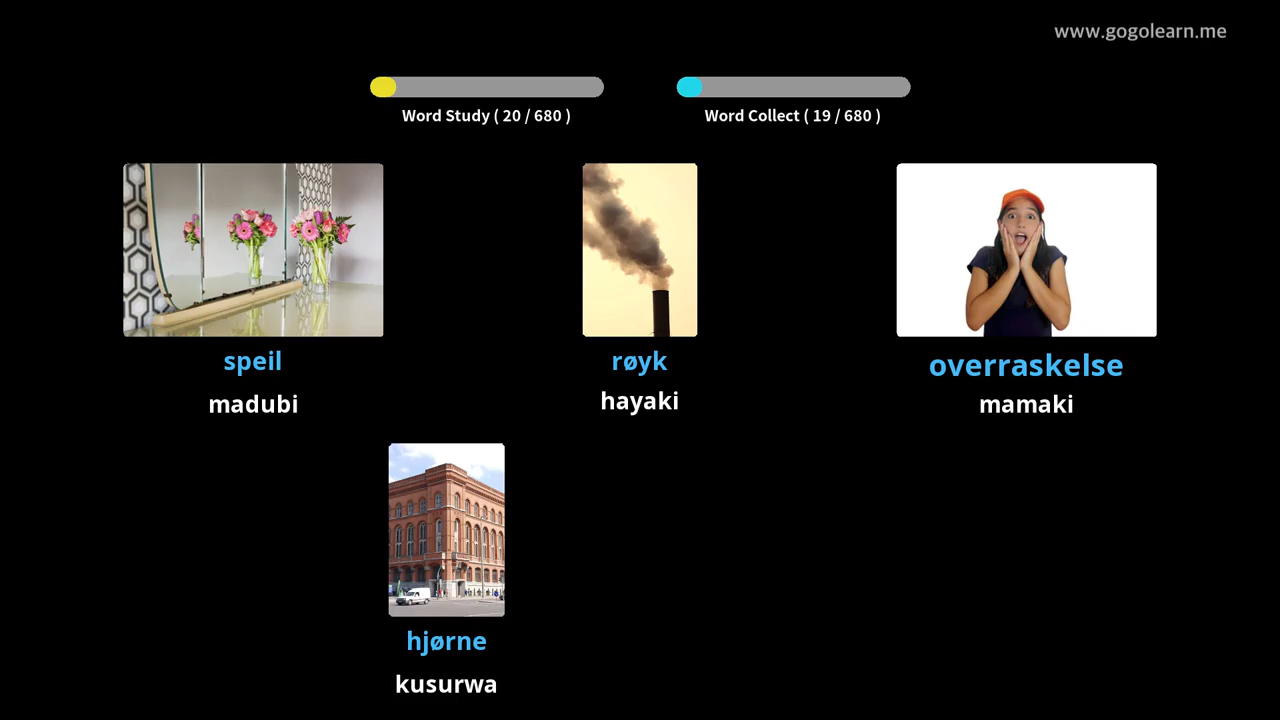 www.gogolearn.me
Word Study ( 20 / 680 )
Word Collect ( 19 / 680 )
speil
madubi
røyk
hayaki
overraskelse
mamaki
hjørne
kusurwa